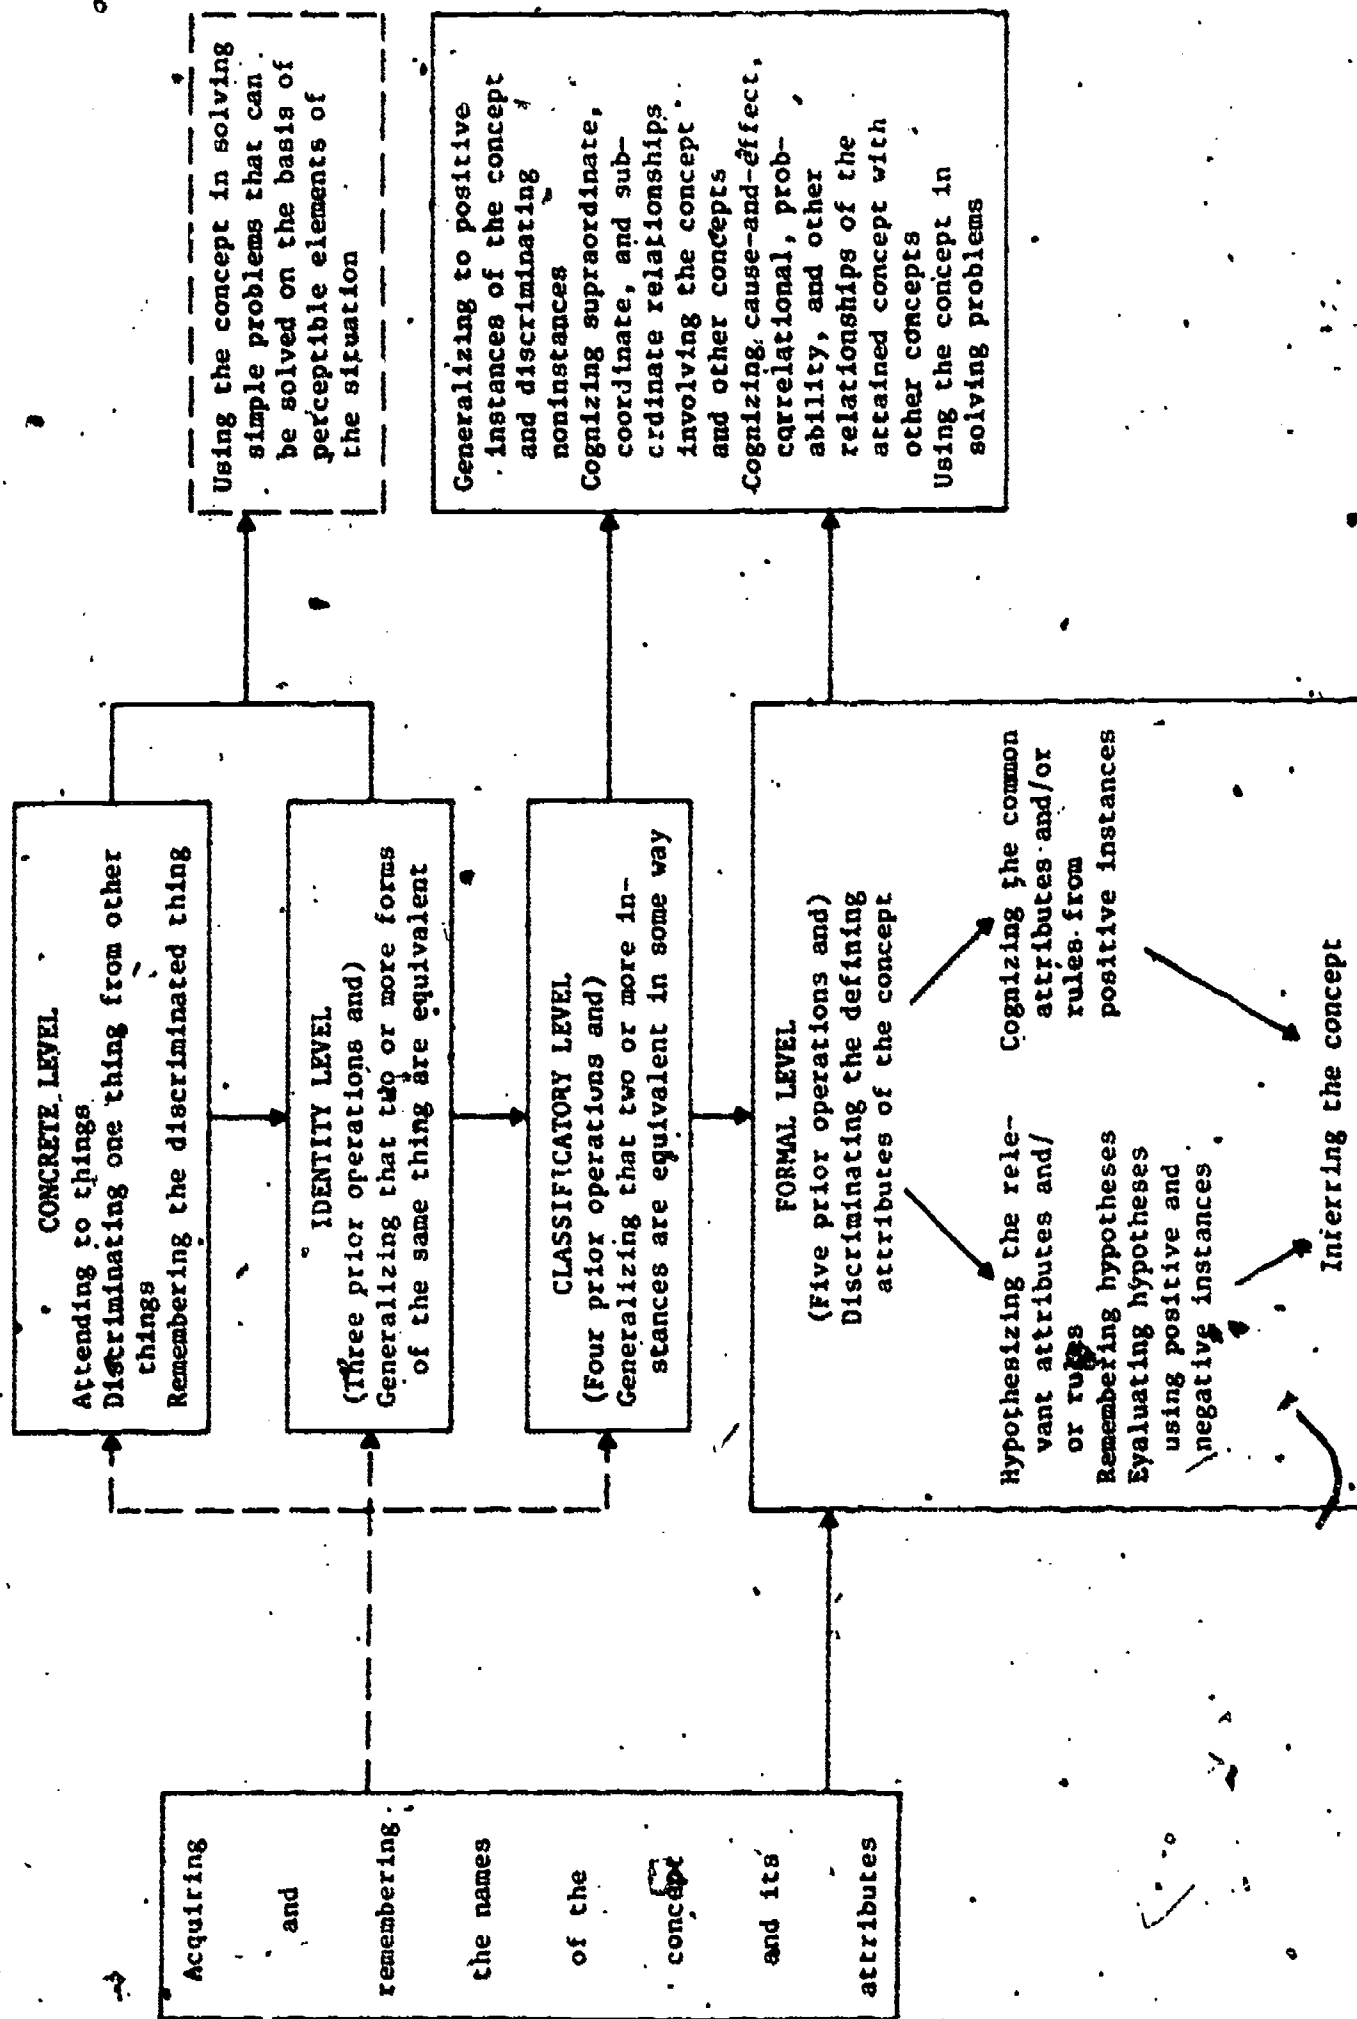 Acquiring
and
remembering
the names
of the
concept
and its
attributes
CONCRETE LEVEL
Attending to things
Discriminating one thing from other
things
Remembering the discriminated thing
IDENTITY LEVEL
(Three prior operations and)
Generalizing that two or more forms
of the same thing are equivalent
CLASSIFICATORY LEVEL
(Four prior operations and)
Generalizing that two or more in-
stances are equivalent in some way
FORMAL LEVEL
(Five prior operations and)
Discriminating the defining
attributes of the concept
Hypothesizing the rele-
vant attributes and/
or rules
Remembering hypotheses
Evaluating hypotheses
using positive and
negative instances
Cognizing the common
attributes and/or
rules from
positive instances
Inferring the concept
Using the concept in solving
simple problems that can
be solved on the basis of
perceptible elements of
the situation
Generalizing to positive
instances of the concept
and discriminating
noninstances
Cognizing supraordinate,
coordinate, and sub-
ordinate relationships
involving the concept
and other concepts
Cognizing cause-and-effect,
correlational, prob-
ability, and other
relationships of the
attained concept with
other concepts
Using the concept in
solving problems